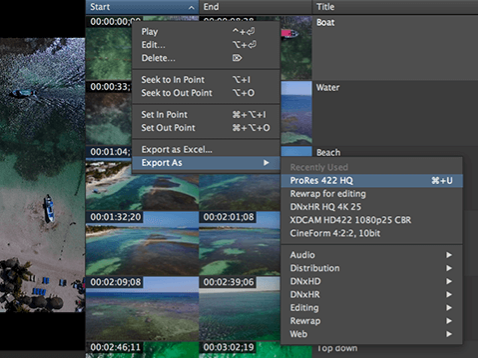 Start End Title
00:00:00;00 00:00:08;08 Boat
Play ⌃+⏎
Edit... ⌥+⏎
Delete... ⌦
Seek to In Point ⌥+I
Seek to Out Point ⌥+O
Set In Point ⌘+⌥+I
Set Out Point ⌘+⌥+O
Export as Excel...
Export As
00:00:33; Water
00:01:04; Beach
Recently Used
ProRes 422 HQ ⌘+U
Rewrap for editing
DNxHR HQ 4K 25
XDCAM HD422 1080p25 CBR
CineForm 4:2:2, 10bit
Audio
Distribution
DNxHD
DNxHR
Editing
Rewrap
Web
00:01:32;20 00:02:01;08
00:02:09;08 00:02:39;06
00:02:46;11 00:03:02;19 Top down